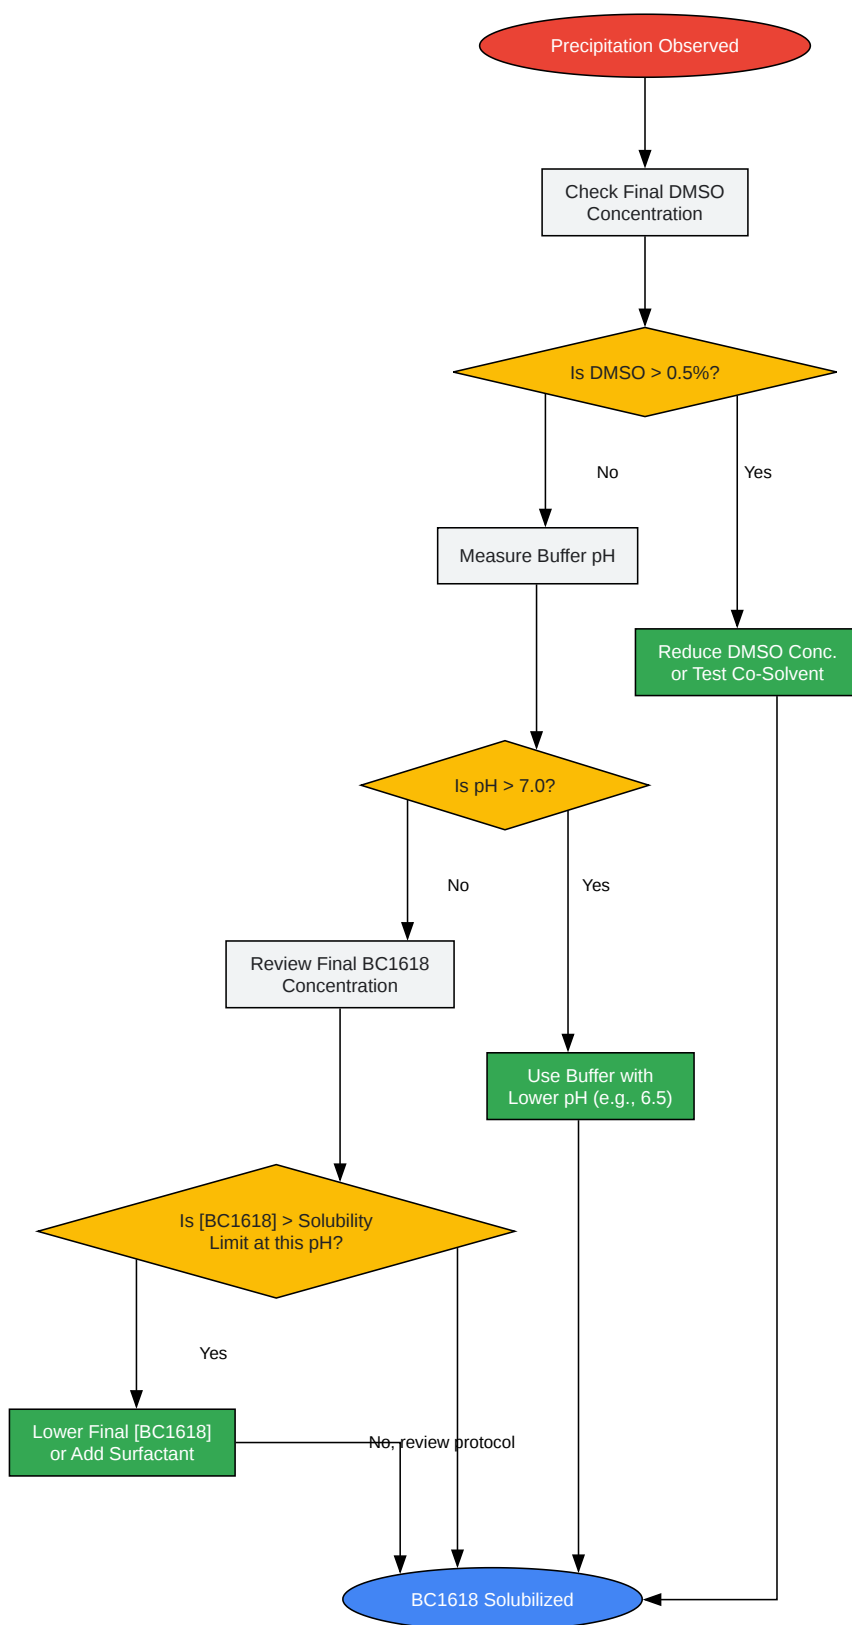 Precipitation Observed
Check Final DMSO
Concentration
Is DMSO > 0.5%?
No
Yes
Measure Buffer pH
Reduce DMSO Conc.
or Test Co-Solvent
Is pH > 7.0?
No
Yes
Review Final BC1618
Concentration
Use Buffer with
Lower pH (e.g., 6.5)
Is [BC1618] > Solubility
Limit at this pH?
Yes
Lower Final [BC1618]
or Add Surfactant
No, review protocol
BC1618 Solubilized